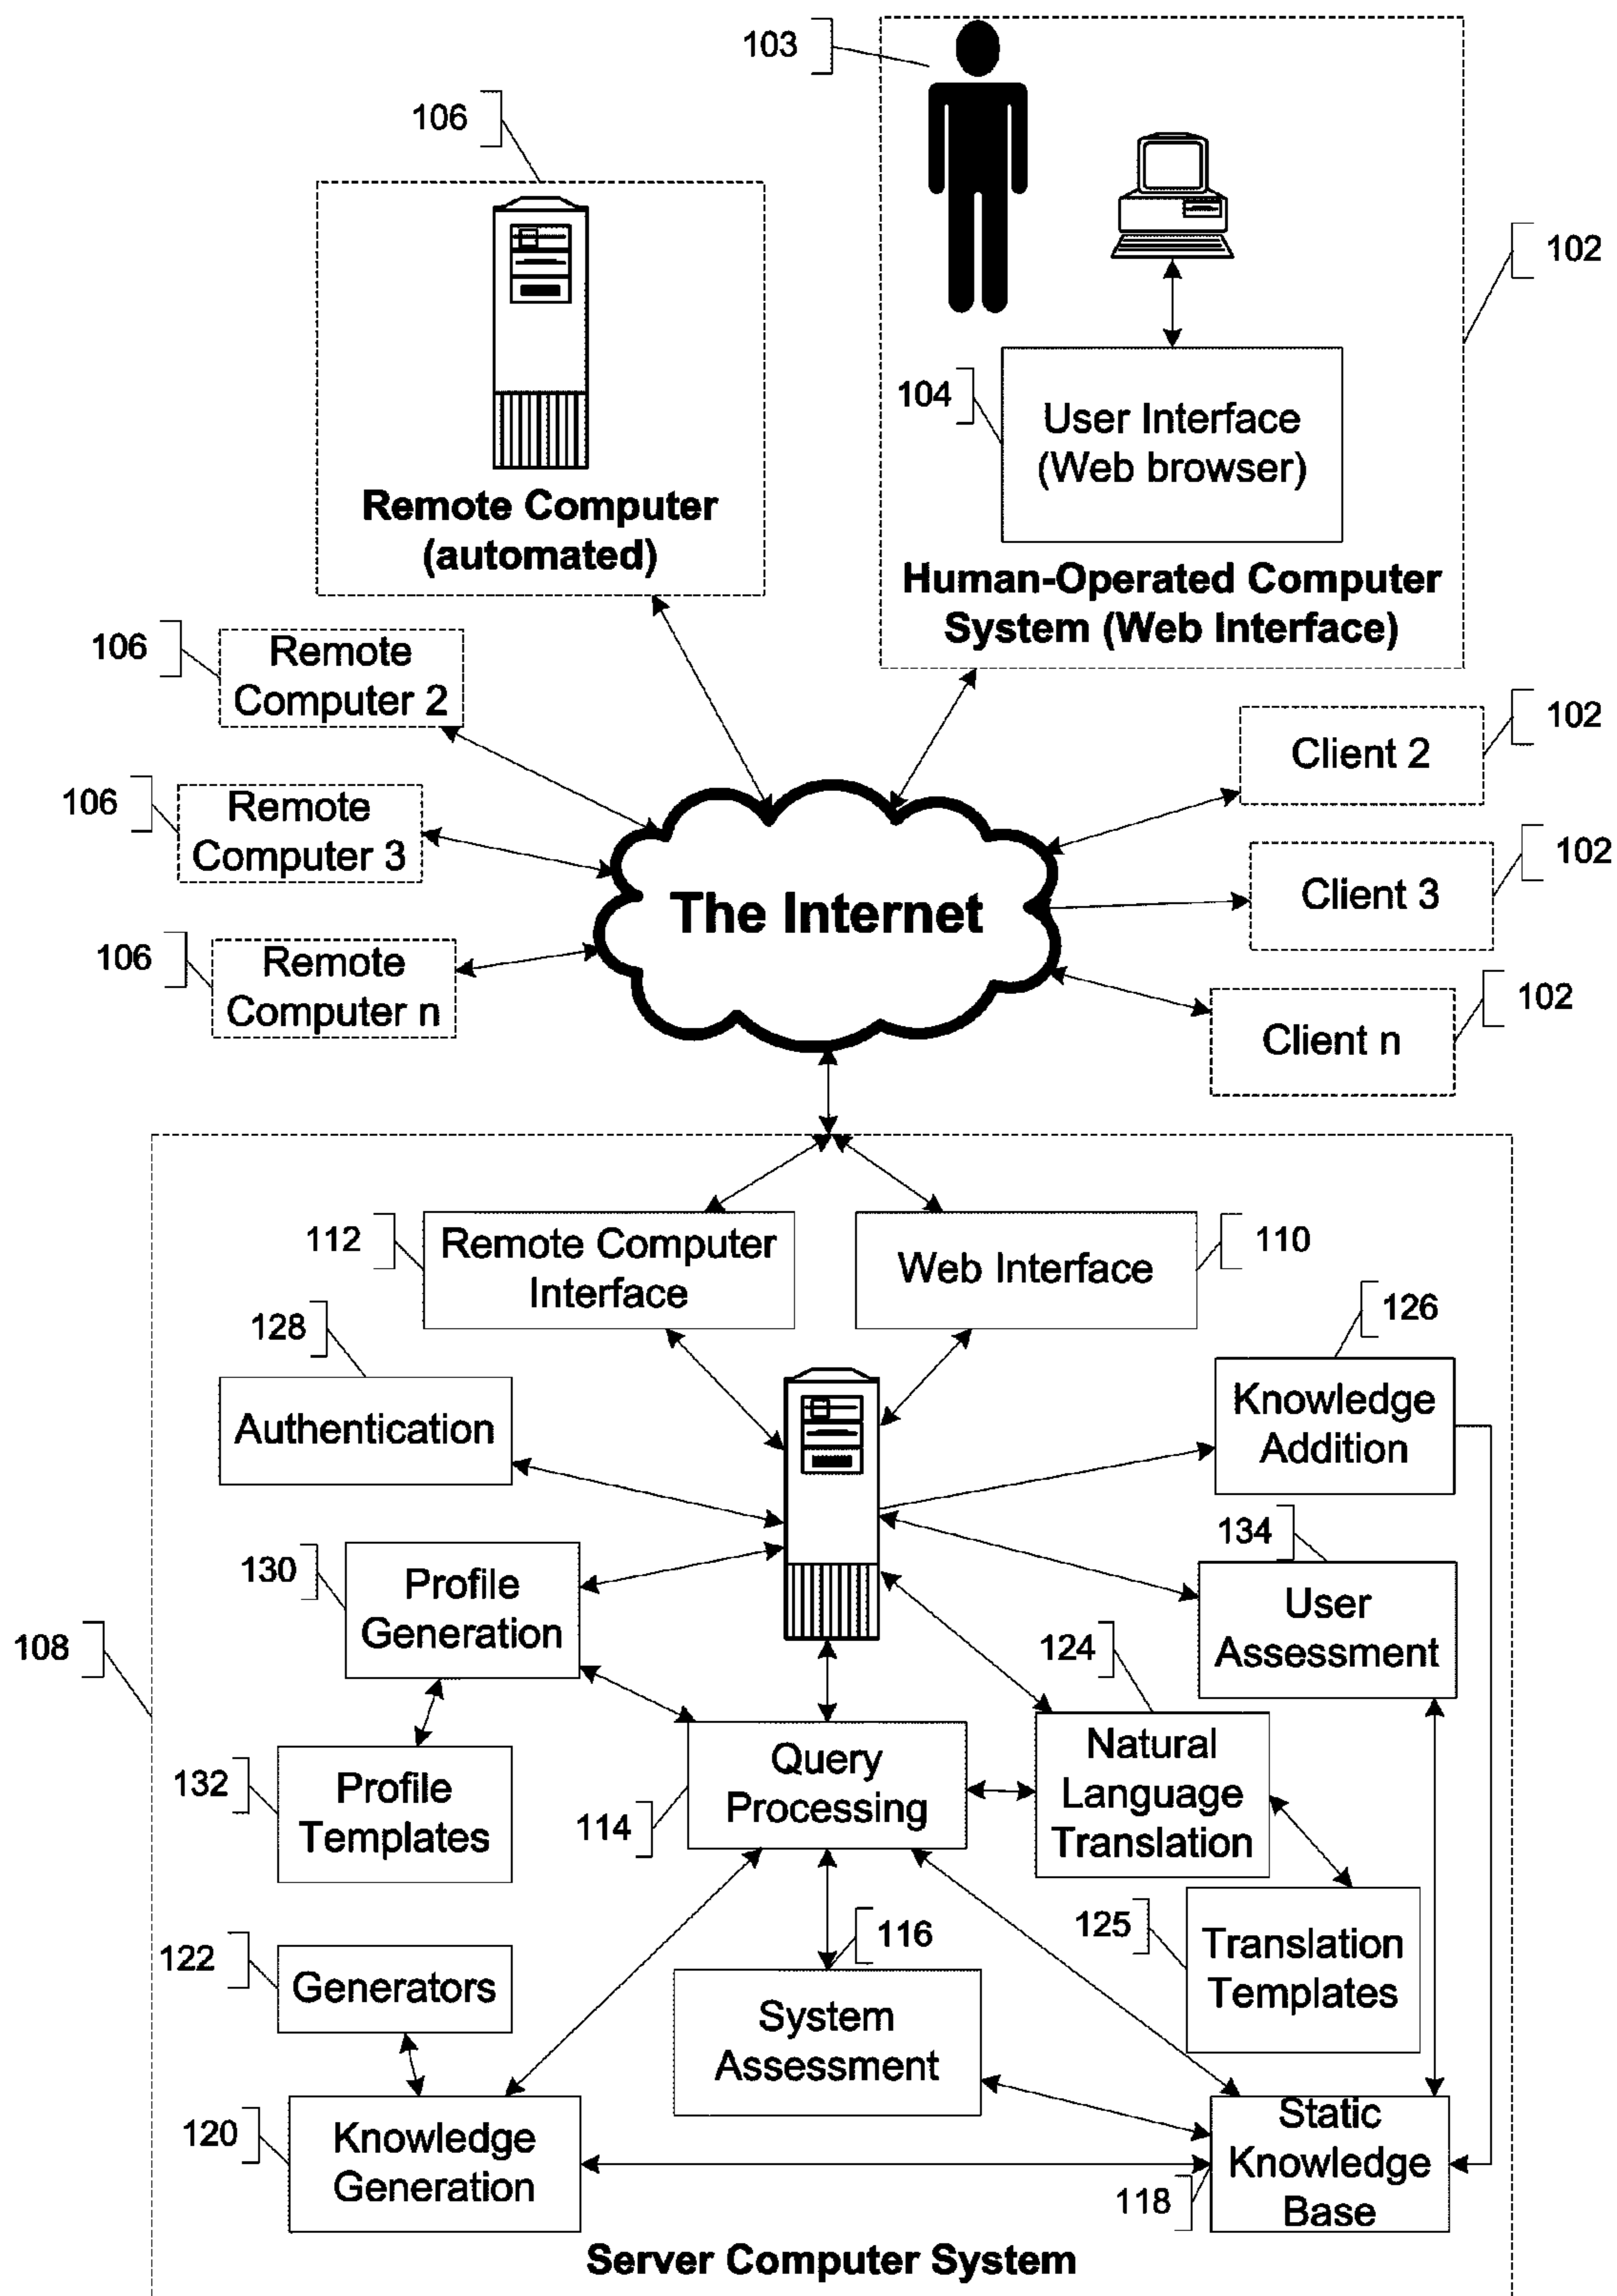 103
106
102
104
User Interface
(Web browser)
Remote Computer
(automated)
Human-Operated Computer
System (Web Interface)
106
Remote
Computer 2
102
Client 2
106
Remote
Computer 3
102
Client 3
The Internet
106
Remote
Computer n
102
Client n
112
Remote Computer
Interface
Web Interface
110
128
Authentication
126
Knowledge
Addition
130
Profile
Generation
134
User
Assessment
108
124
Natural
Language
Translation
132
Profile
Templates
114
Query
Processing
125
Translation
Templates
122
Generators
116
System
Assessment
120
Knowledge
Generation
118
Static
Knowledge
Base
Server Computer System